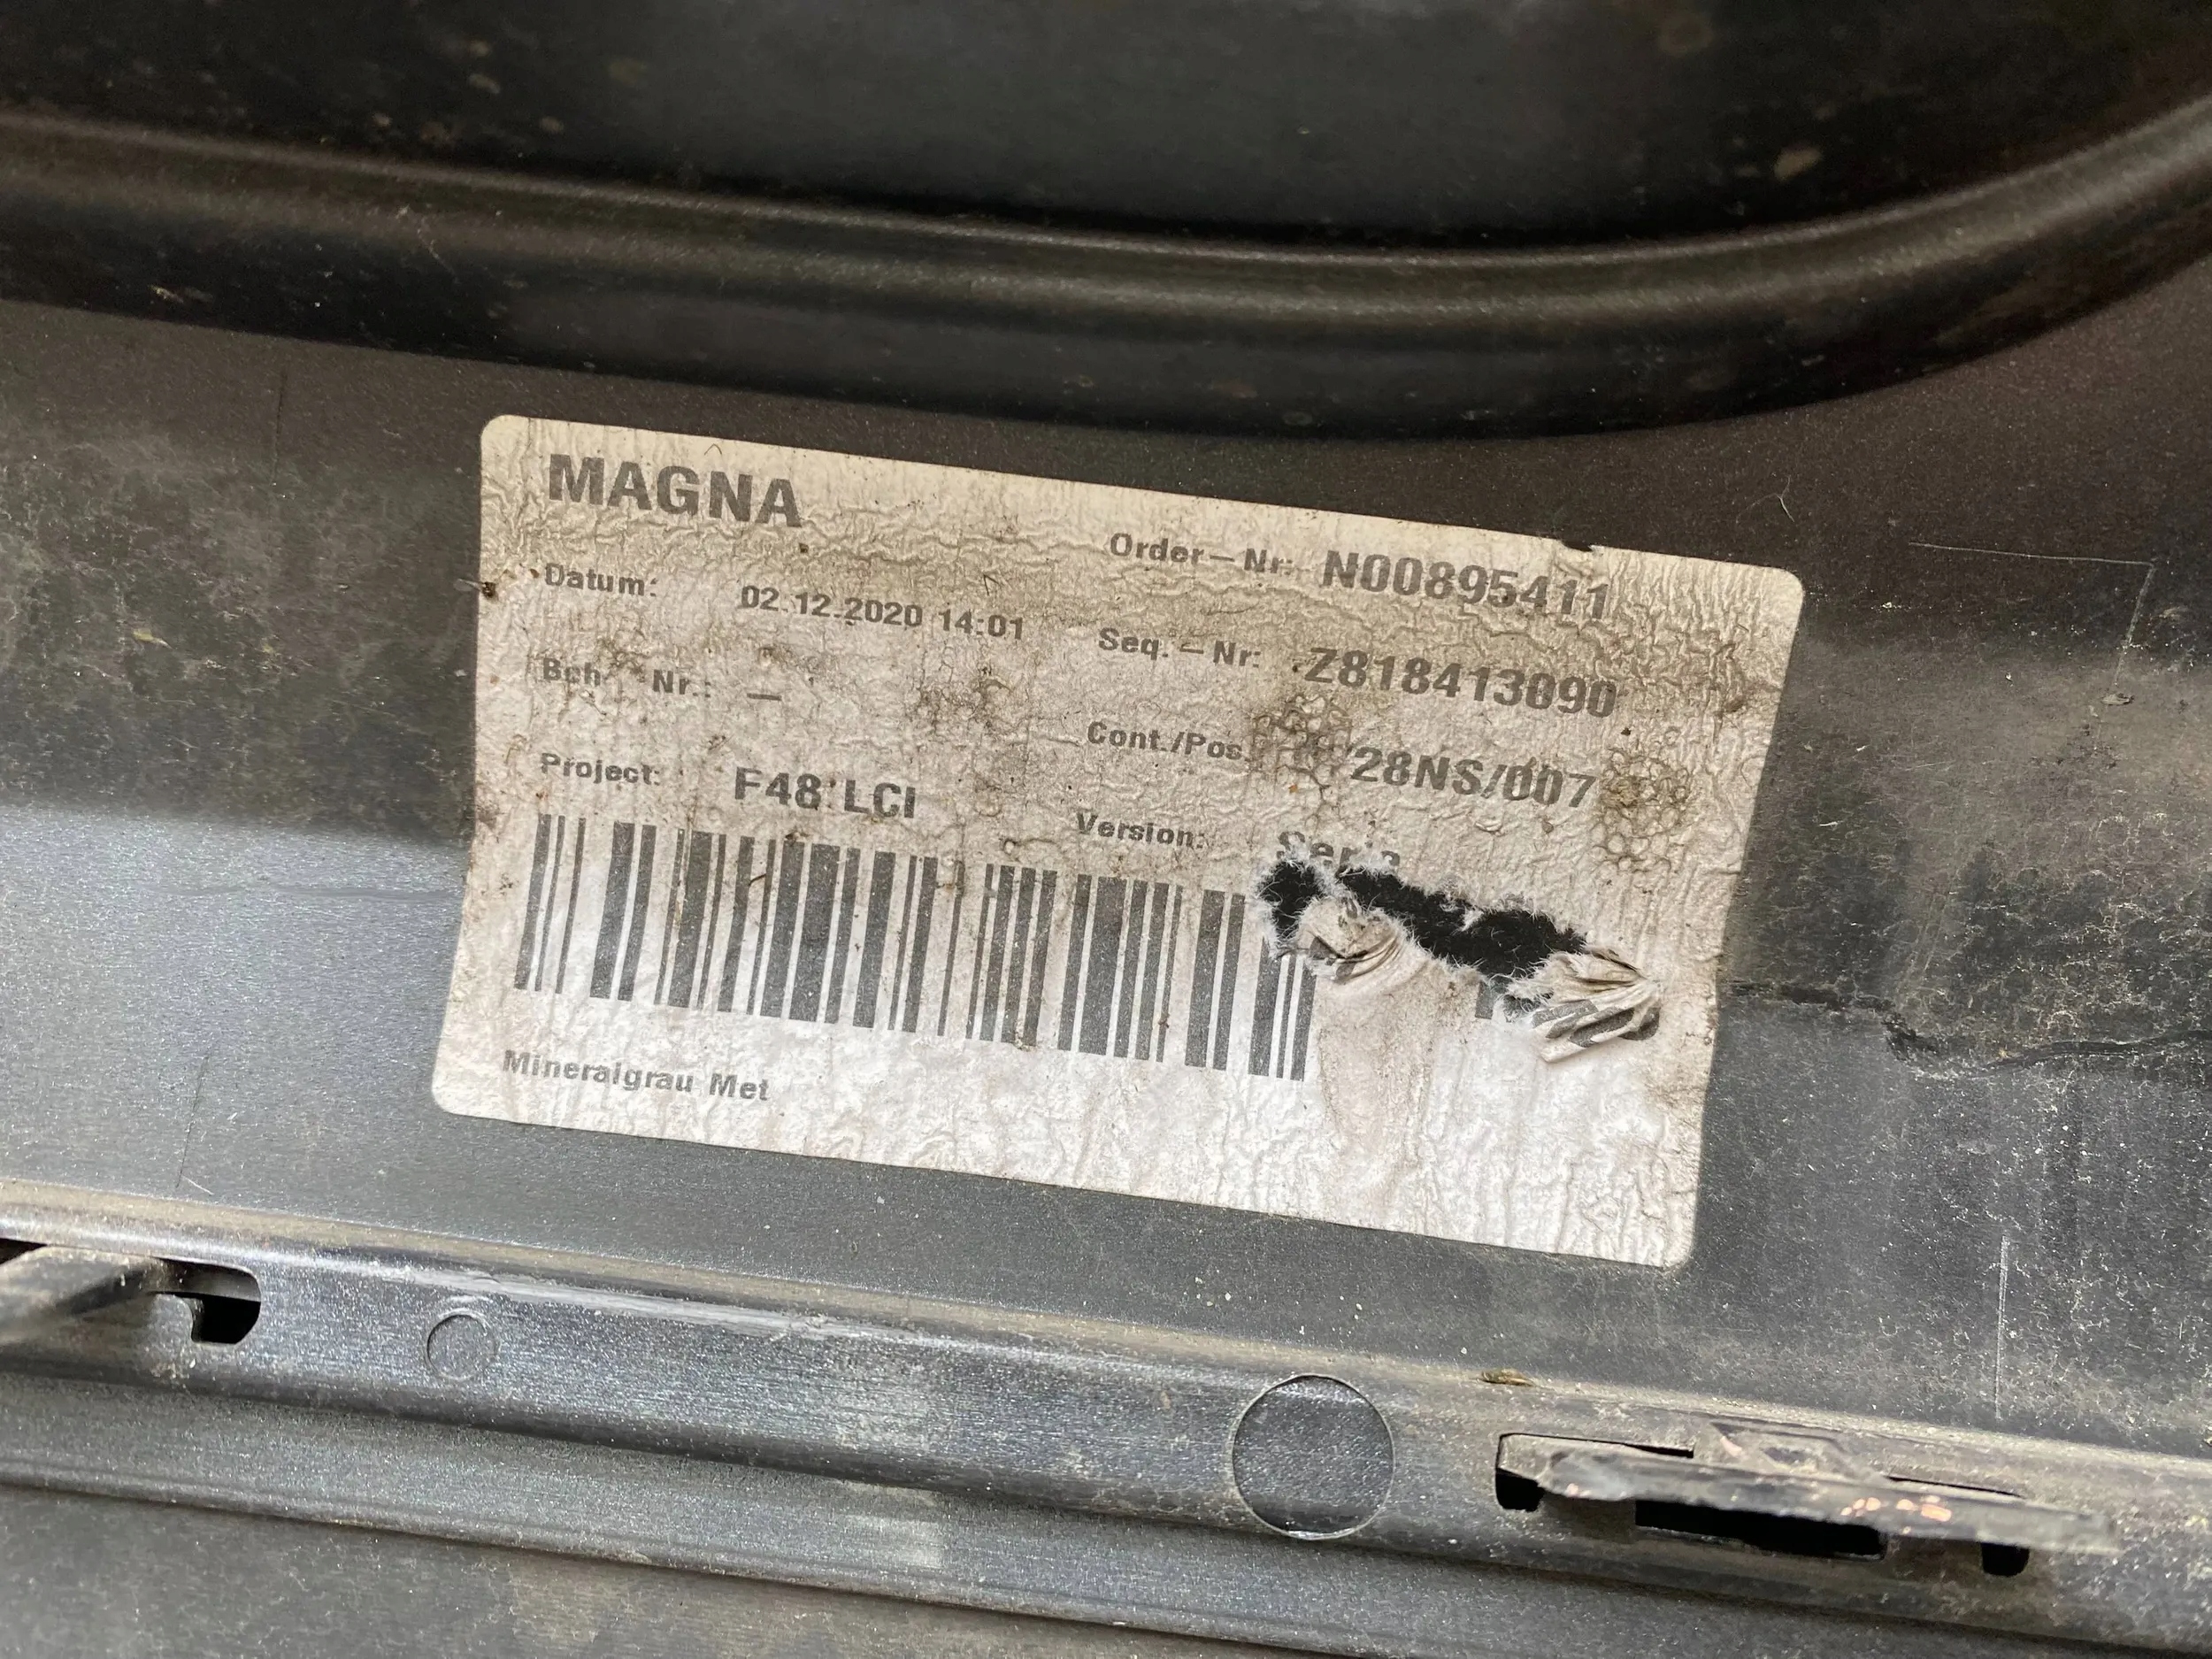 MAGNA
Order-Nr: N00895411
Datum: 02.12.2020 14:01
Seq.-Nr: Z818413090
Bch Nr.: -
Cont./Pos. 28NS/007
Project: F48 LCI
Version:
Mineralgrau Met